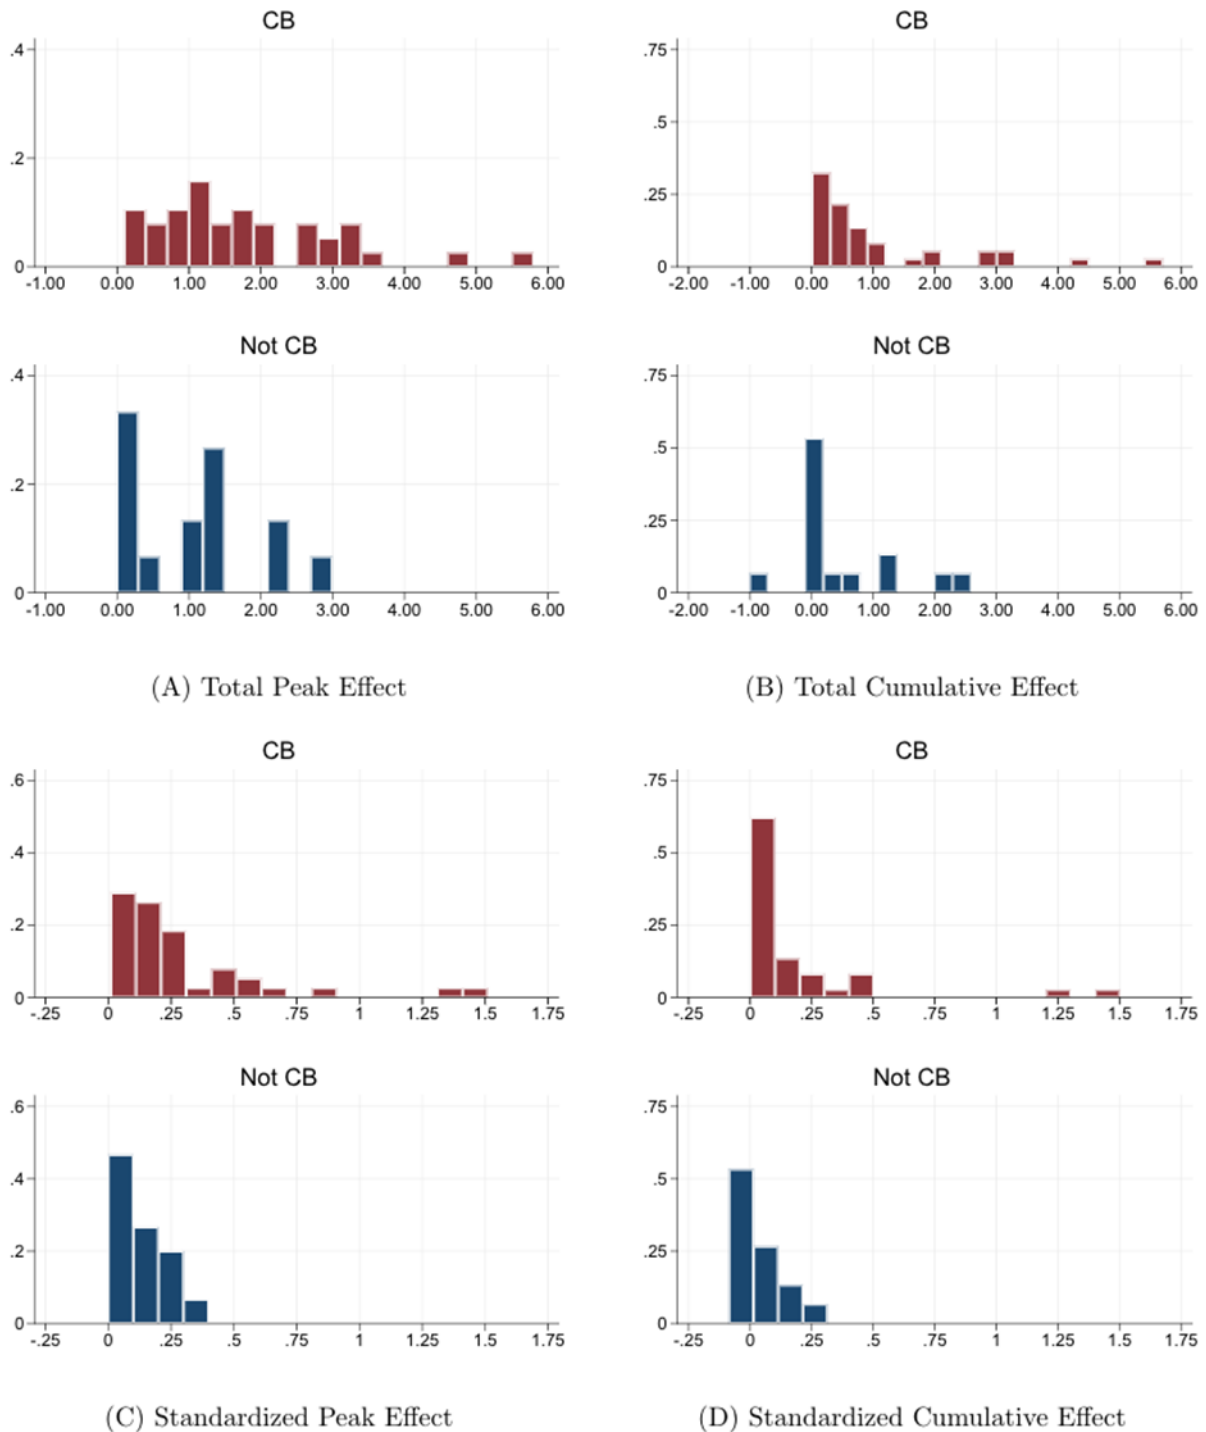 CB
.4
.2
0
-1.00 0.00 1.00 2.00 3.00 4.00 5.00 6.00
CB
.75
.5
.25
0
-2.00 -1.00 0.00 1.00 2.00 3.00 4.00 5.00 6.00
Not CB
.4
.2
0
-1.00 0.00 1.00 2.00 3.00 4.00 5.00 6.00
Not CB
.75
.5
.25
0
-2.00 -1.00 0.00 1.00 2.00 3.00 4.00 5.00 6.00
(A) Total Peak Effect
(B) Total Cumulative Effect
CB
.6
.4
.2
0
-.25 0 .25 .5 .75 1 1.25 1.5 1.75
CB
.75
.5
.25
0
-.25 0 .25 .5 .75 1 1.25 1.5 1.75
Not CB
.6
.4
.2
0
-.25 0 .25 .5 .75 1 1.25 1.5 1.75
Not CB
.75
.5
.25
0
-.25 0 .25 .5 .75 1 1.25 1.5 1.75
(C) Standardized Peak Effect
(D) Standardized Cumulative Effect